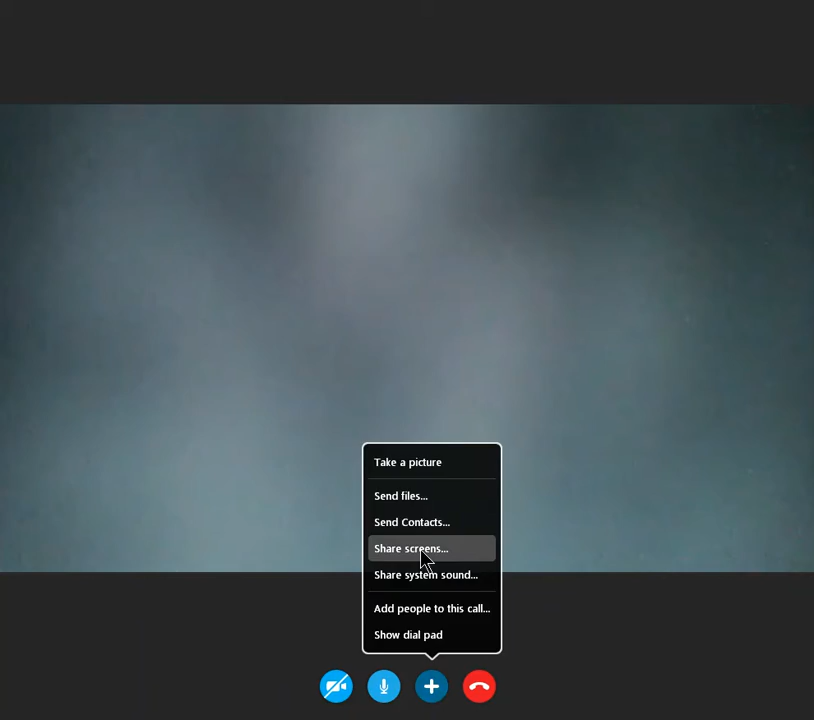 Take a picture
Send files...
Send Contacts...
Share screens...
Share system sound...
Add people to this call...
Show dial pad